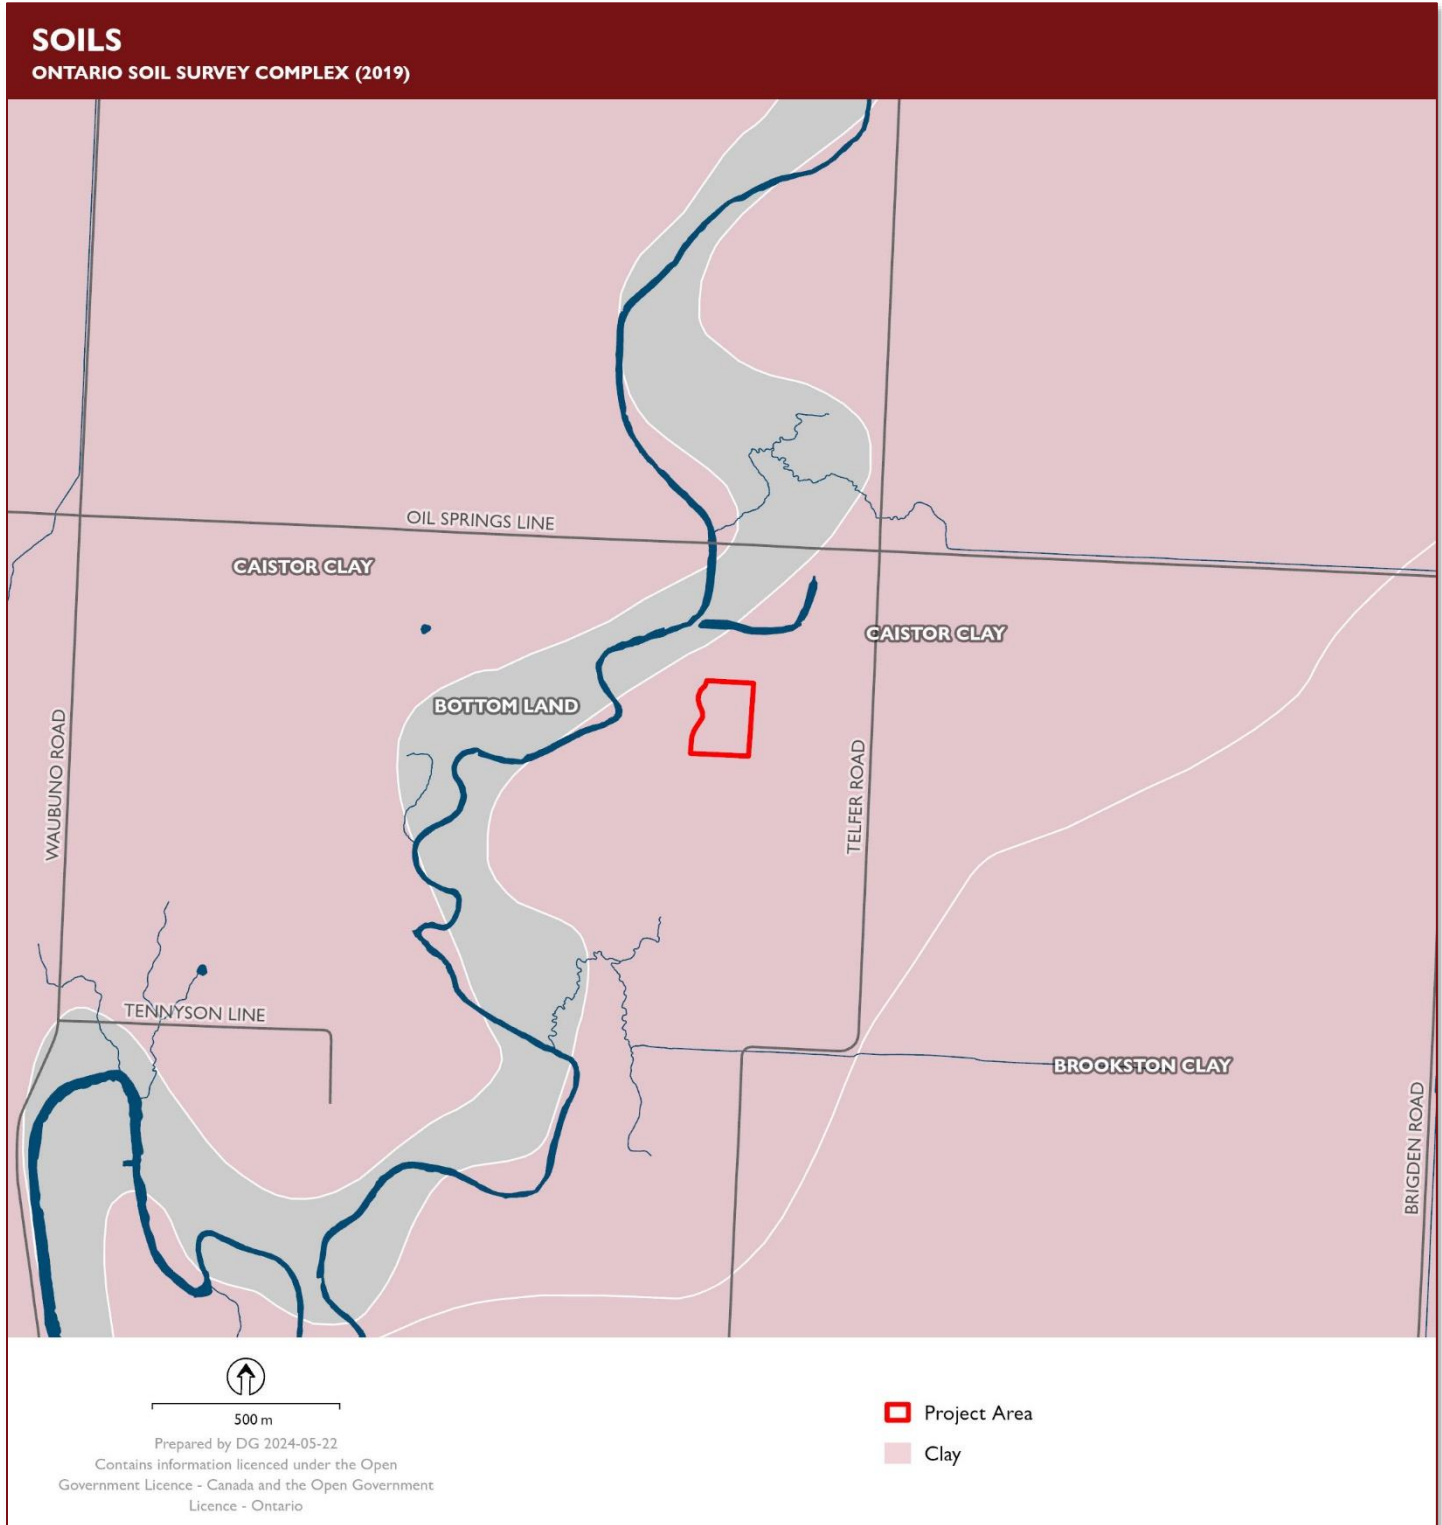 SOILS
ONTARIO SOIL SURVEY COMPLEX (2019)
OIL SPRINGS LINE
CAISTOR CLAY
CAISTOR CLAY
BOTTOM LAND
WAUBUNO ROAD
TELFER ROAD
TENNYSON LINE
BROOKSTON CLAY
BRIGDEN ROAD
500 m
Prepared by DG 2024-05-22
Contains information licenced under the Open
Government Licence - Canada and the Open Government
Licence - Ontario
Project Area
Clay